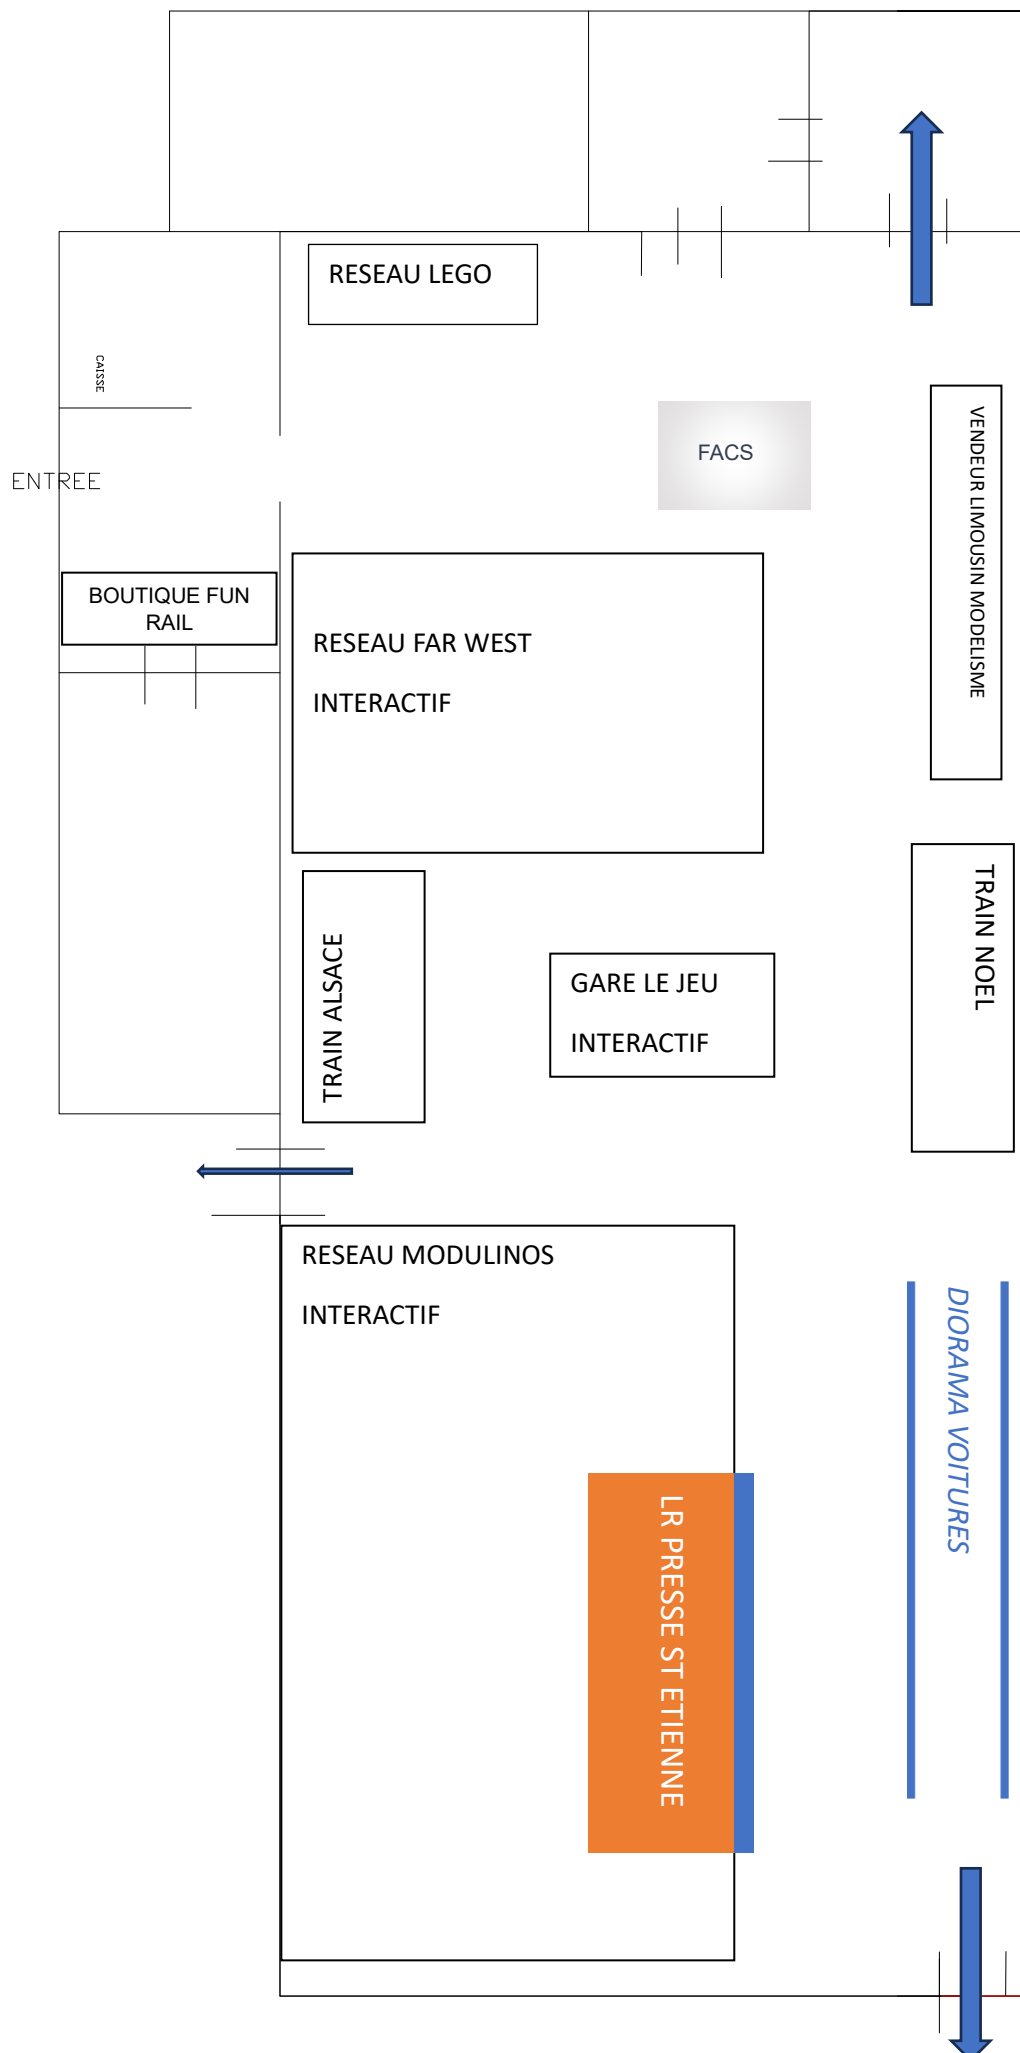 RESEAU LEGO
CAISSE
ENTREE
FACS
VENDEUR LIMOUSIN MODELISME
BOUTIQUE FUN
RAIL
RESEAU FAR WEST
INTERACTIF
TRAIN ALSACE
GARE LE JEU
INTERACTIF
TRAIN NOEL
RESEAU MODULINOS
INTERACTIF
DIORAMA VOITURES
LR PRESSE ST ETIENNE